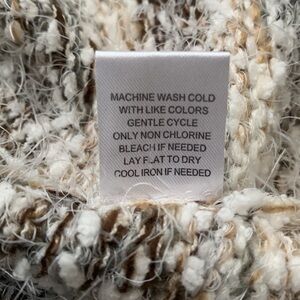 MACHINE WASH COLD
WITH LIKE COLORS
GENTLE CYCLE
ONLY NON CHLORINE
BLEACH IF NEEDED
LAY FLAT TO DRY
COOL IRON IF NEEDED